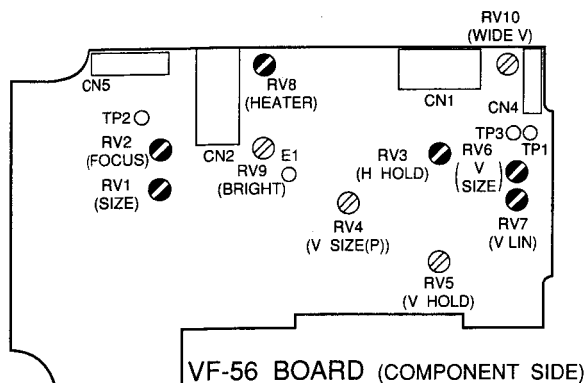 RV10
(WIDE V)
CN5
RV8
(HEATER)
CN1
CN4
TP2
RV2
(FOCUS)
CN2
RV9
(BRIGHT)
E1
RV3
(H HOLD)
RV6
(V SIZE)
TP3
TP1
RV1
(SIZE)
RV4
(V SIZE(P))
RV7
(V LIN)
RV5
(V HOLD)
VF-56 BOARD (COMPONENT SIDE)